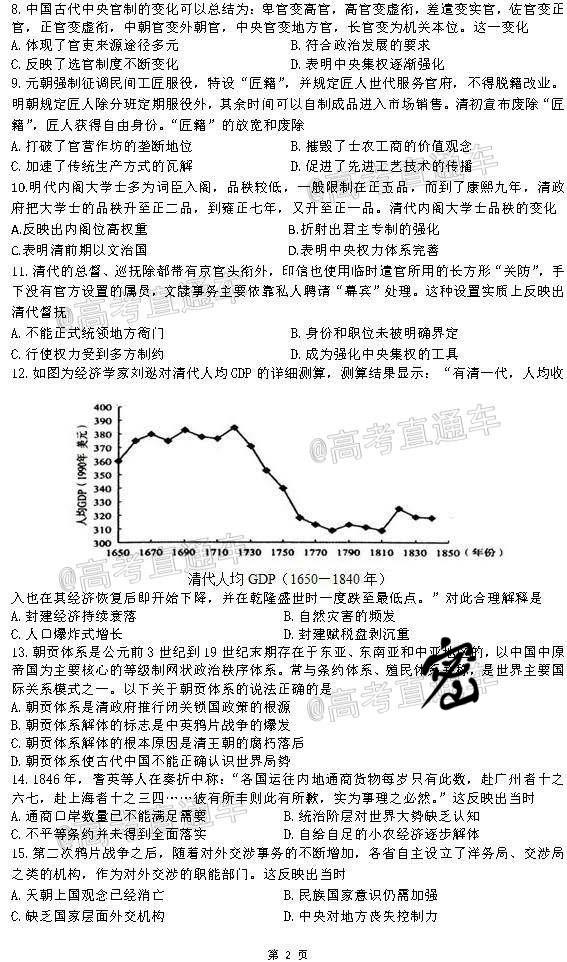 8. 中国古代中央官制的变化可以总结为：卑官变高官，高官变虚衔，差遣变实官，佐官变正
官，正官变虚衔，中朝官变外朝官，中央官变地方官，长官变为机关本位。这一变化
A. 体现了官吏来源途径多元 B. 符合政治发展的要求
C. 反映了选官制度不断变化 D. 表明中央集权逐渐强化
9. 元朝强制征调民间工匠服役，特设“匠籍”，并规定匠人世代服务官府，不得脱籍改业。
明朝规定匠人除分班定期服役外，其余时间可以自制成品进入市场销售。清初宣布废除“匠
籍”，匠人获得自由身份。“匠籍”的放宽和废除
A. 打破了官营作坊的垄断地位 B. 摧毁了士农工商的价值观念
C. 加速了传统生产方式的瓦解 D. 促进了先进工艺技术的传播
10.明代内阁大学士多为词臣入阁，品秩较低，一般限制在正五品，而到了康熙九年，清政
府把大学士的品秩升至正二品，到雍正七年，又升至正一品。清代内阁大学士品秩的变化
A.反映出内阁位高权重 B.折射出君主专制的强化
C.表明清前期以文治国 D.表明中央权力体系完善
11.清代的总督、巡抚除都带有京官头衔外，印信也使用临时遣官所用的长方形“关防”，手
下没有官方设置的属员，文牍事务主要依靠私人聘请“幕宾”处理。这种设置实质上反映出
清代督抚
A. 不能正式统领地方衙门 B. 身份和职位未被明确界定
C. 行使权力受到多方制约 D. 成为强化中央集权的工具
12. 如图为经济学家刘逖对清代人均GDP的详细测算，测算结果显示：“有清一代，人均收
人均GDP（1990年 美元）
400
390
380
370
360
350
340
330
320
310
300
1650 1670 1690 1710 1730 1750 1770 1790 1810 1830 1850（年份）
清代人均 GDP（1650—1840 年）
入也在其经济恢复后即开始下降，并在乾隆盛世时一度跌至最低点。”对此合理解释是
A. 封建经济持续衰落 B. 自然灾害的频发
C. 人口爆炸式增长 D. 封建赋税盘剥沉重
13. 朝贡体系是公元前3世纪到19世纪末期存在于东亚、东南亚和中亚地区的，以中国中原
帝国为主要核心的等级制网状政治秩序体系。常与条约体系、殖民体系，是世界主要国
际关系模式之一。以下关于朝贡体系的说法正确的是
密
A. 朝贡体系是清政府推行闭关锁国政策的根源
B. 朝贡体系解体的标志是中英鸦片战争的爆发
C. 朝贡体系解体的根本原因是清王朝的腐朽落后
D. 朝贡体系使古代中国不能正确认识世界局势
14. 1846年，耆英等人在奏折中称：“各国运往内地通商货物每岁只有此数，赴广州者十之
六七，赴上海者十之三四……彼有所丰则此有所歉，实为事理之必然。”这反映出当时
A. 通商口岸数量已不能满足需要 B. 统治阶层对世界大势缺乏认知
C. 不平等条约并未得到全面落实 D. 自给自足的小农经济逐步解体
15. 第二次鸦片战争之后，随着对外交涉事务的不断增加，各省自主设立了洋务局、交涉局
之类的机构，作为对外交涉的职能部门。这反映出当时
A. 天朝上国观念已经消亡 B. 民族国家意识仍需加强
C. 缺乏国家层面外交机构 D. 中央对地方丧失控制力
第 2 页
@高考直通车